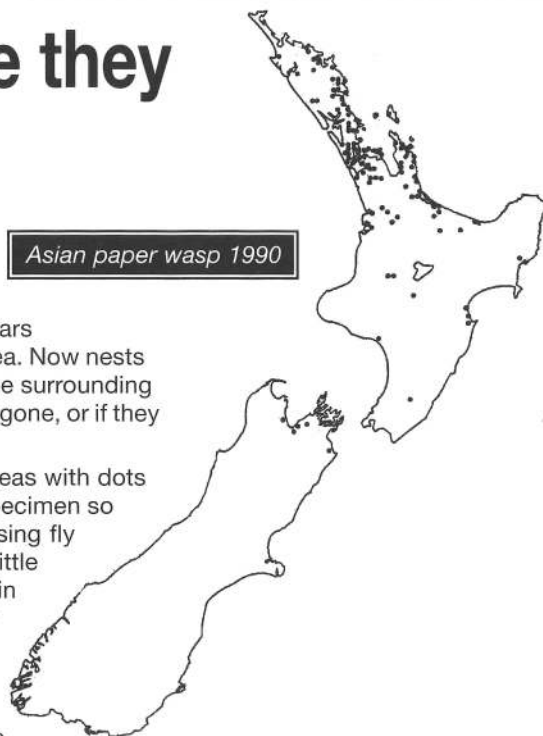 e they
Asian paper wasp 1990
ars
ea. Now nests
e surrounding
gone, or if they
eas with dots
pecimen so
sing fly
ittle
in